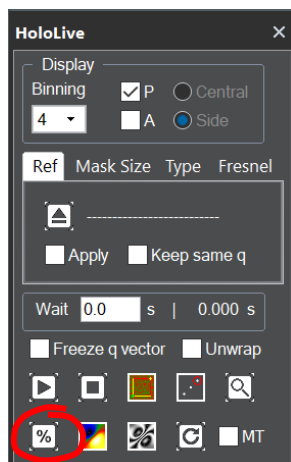 HoloLive ×
Display
Binning P Central
4 A Side
Ref Mask Size Type Fresnel
--------------------------
Apply Keep same q
Wait 0.0 s | 0.000 s
Freeze q vector Unwrap
% % C MT